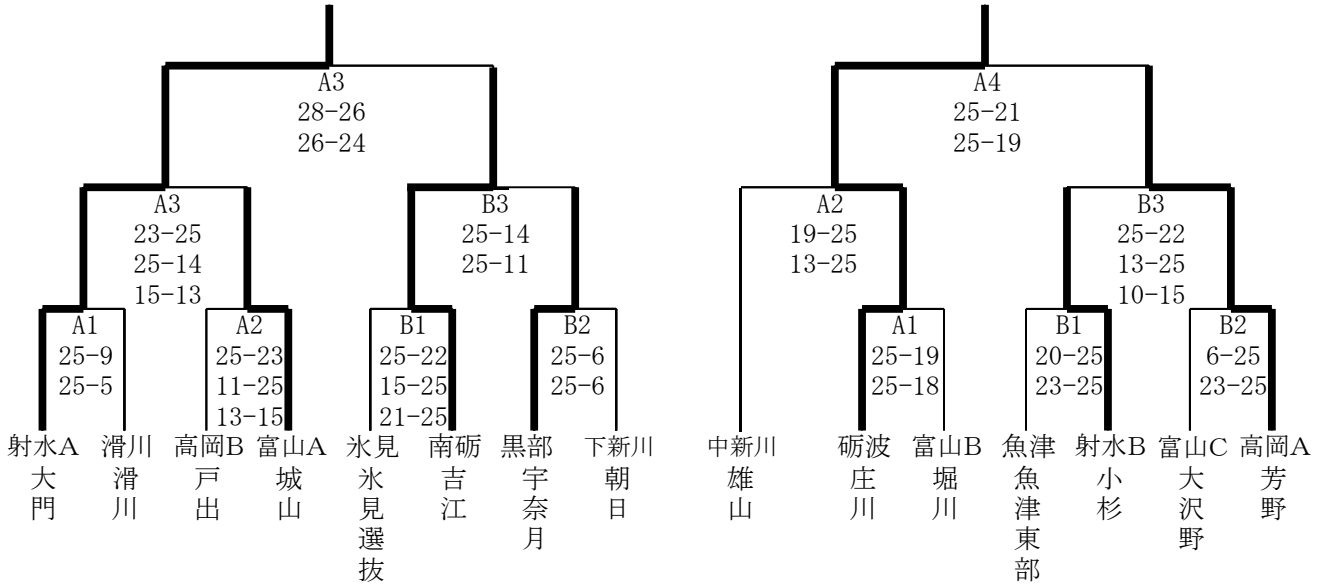 A3
28-26
26-24
A4
25-21
25-19
A3
23-25
25-14
15-13
B3
25-14
25-11
A2
19-25
13-25
B3
25-22
13-25
10-15
A1
25-9
25-5
A2
25-23
11-25
13-15
B1
25-22
15-25
21-25
B2
25-6
25-6
A1
25-19
25-18
B1
20-25
23-25
B2
6-25
23-25
射水A 滑川 高岡B 富山A 氷見 南砺 黒部 下新川 中新川 砺波 富山B 魚津 射水B 富山C 高岡A
大門
滑川
戸出
城山
氷見選抜
吉江
宇奈月
朝日
雄山
庄川
堀川
魚津東部
小杉
大沢野
芳野